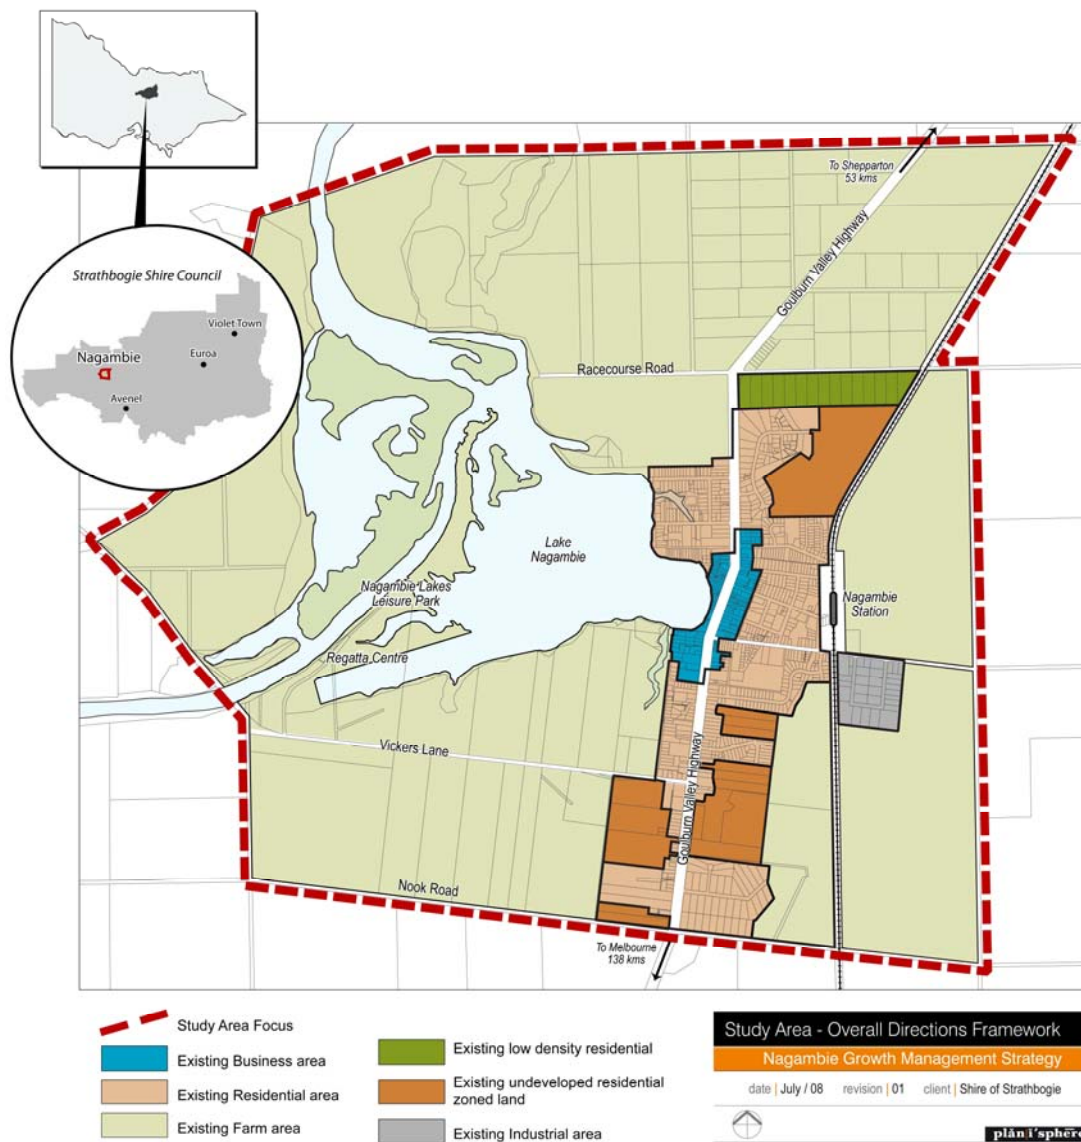 Strathbogie Shire Council
Violet Town
Euroa
Nagambie
Avenel
To Shepparton
53 kms
Goulburn Valley Highway
Racecourse Road
Lake
Nagambie
Nagambie Lakes
Leisure Park
Regatta Centre
Nagambie
Station
Vickers Lane
Goulburn Valley Highway
Nook Road
To Melbourne
138 kms
Study Area Focus
Existing Business area
Existing Residential area
Existing Farm area
Existing low density residential
Existing undeveloped residential
zoned land
Existing Industrial area
Study Area - Overall Directions Framework
Nagambie Growth Management Strategy
date | July / 08 revision | 01 client | Shire of Strathbogie
plan i'sphere